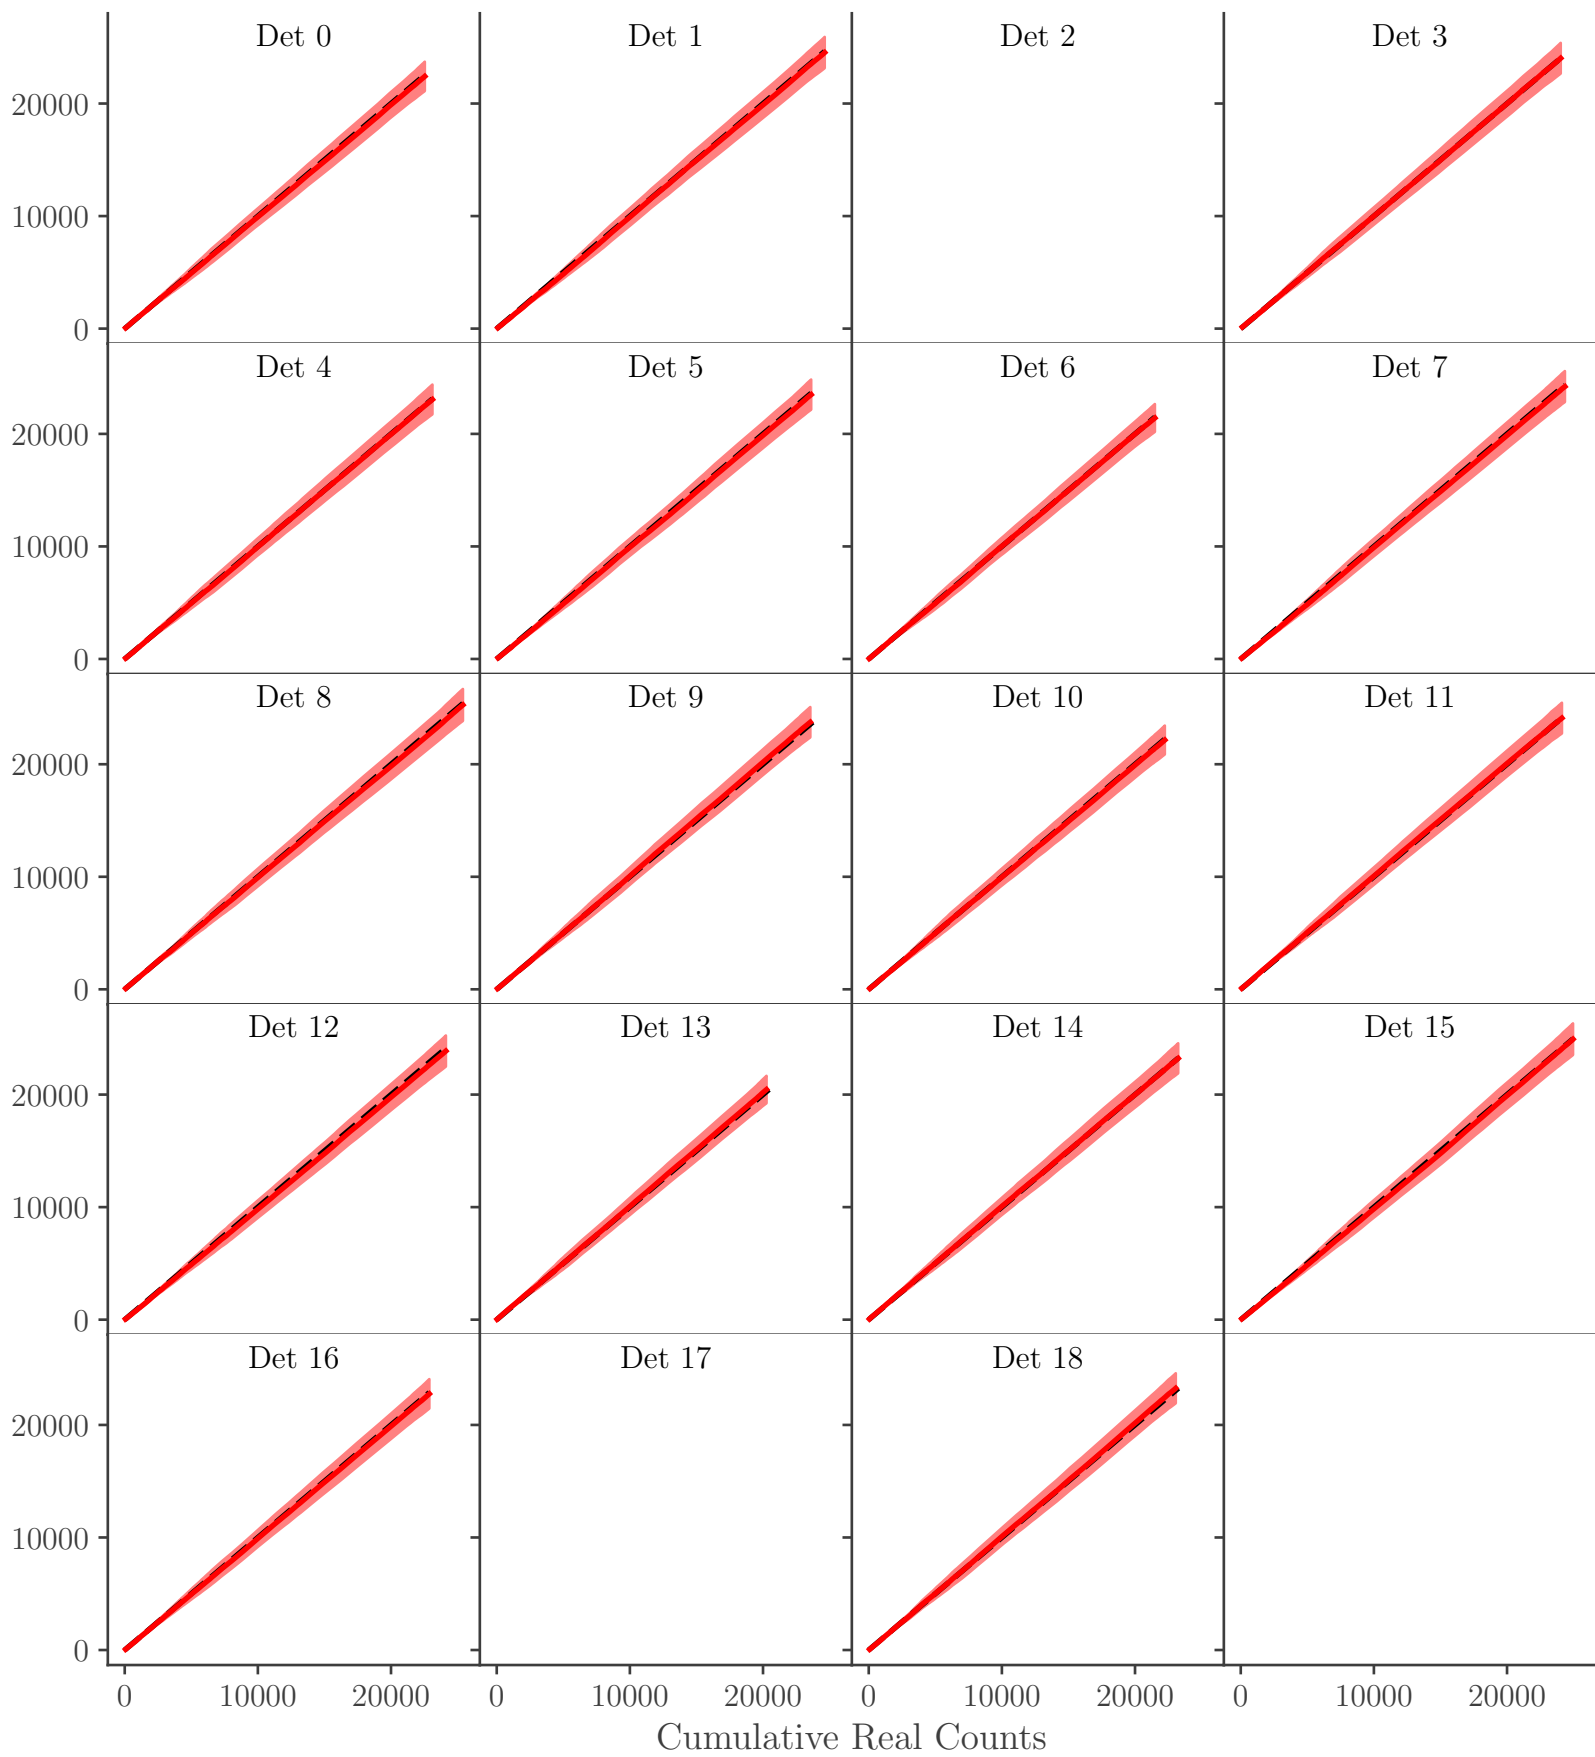 Det 0 Det 1 Det 2 Det 3
20000
10000
0
Det 4 Det 5 Det 6 Det 7
20000
10000
0
Det 8 Det 9 Det 10 Det 11
20000
10000
0
Det 12 Det 13 Det 14 Det 15
20000
10000
0
Det 16 Det 17 Det 18
20000
10000
0
0 10000 20000 0 10000 20000 0 10000 20000 0 10000 20000
Cumulative Real Counts